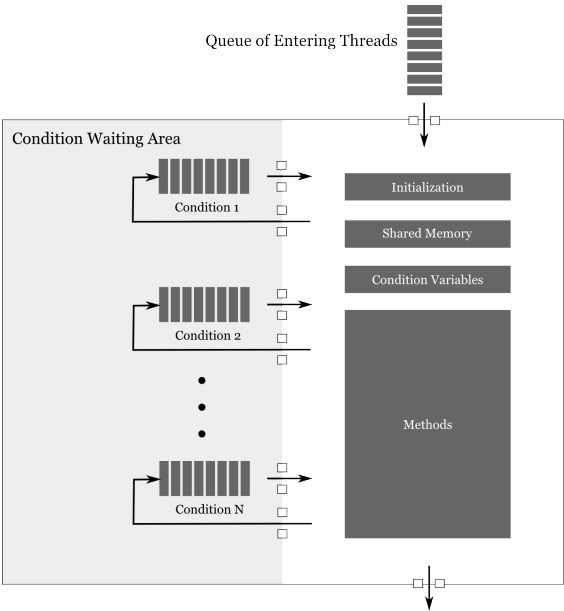 Queue of Entering Threads
Condition Waiting Area
Condition 1
Initialization
Shared Memory
Condition Variables
Condition 2
Methods
Condition N